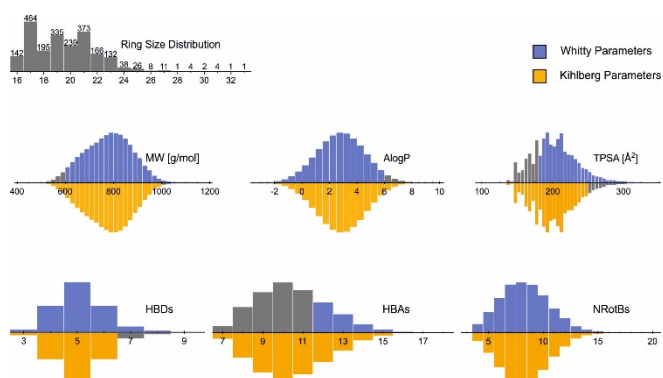 464
335
373
142
195
239
166
132
38 26 8 11 1 4 2 4 1 1
Ring Size Distribution
16 18 20 22 24 26 28 30 32
Whitty Parameters
Kihlberg Parameters
MW [g/mol]
400 600 800 1000 1200
AlogP
-2 0 2 4 6 8 10
TPSA [Å²]
100 200 300
HBDs
3 5 7 9
HBAs
7 9 11 13 15 17
NRotBs
5 10 15 20